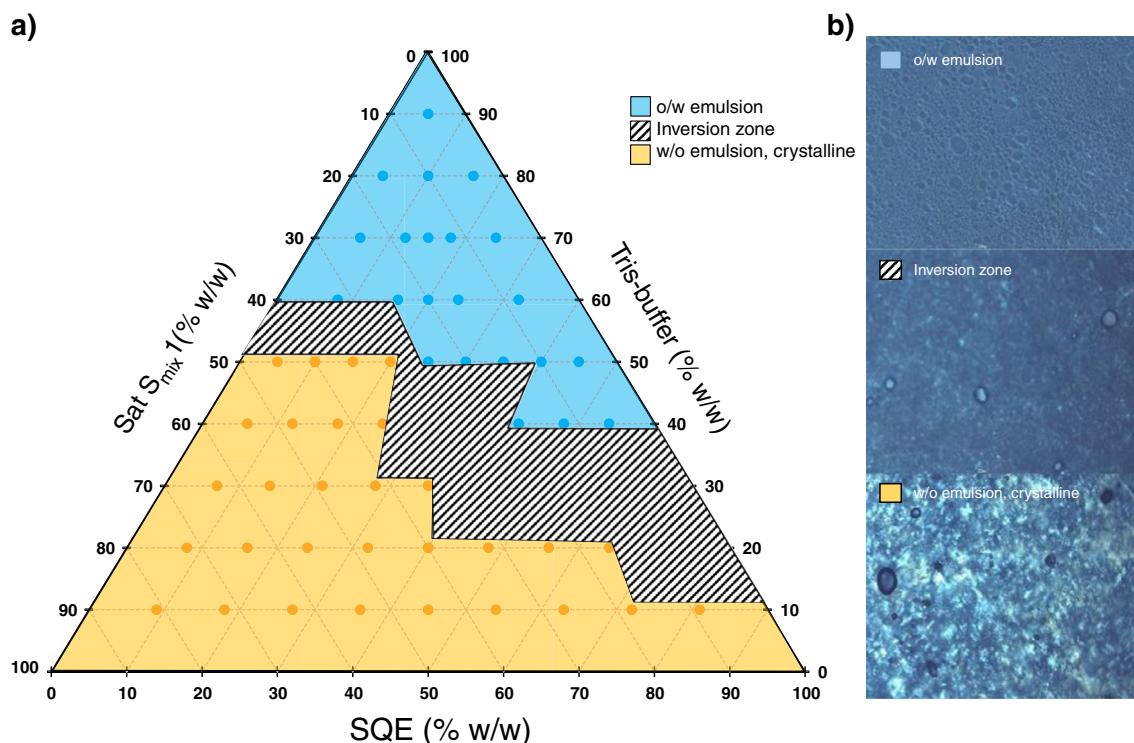 a)
b)
0 100
10 90
20 80
30 70
40 60
50 50
60 40
70 30
80 20
90 10
100 0
0 10 20 30 40 50 60 70 80 90 100
Sat Smix 1(% w/w)
Tris-buffer (% w/w)
SQE (% w/w)
o/w emulsion
Inversion zone
w/o emulsion, crystalline
o/w emulsion
Inversion zone
w/o emulsion, crystalline